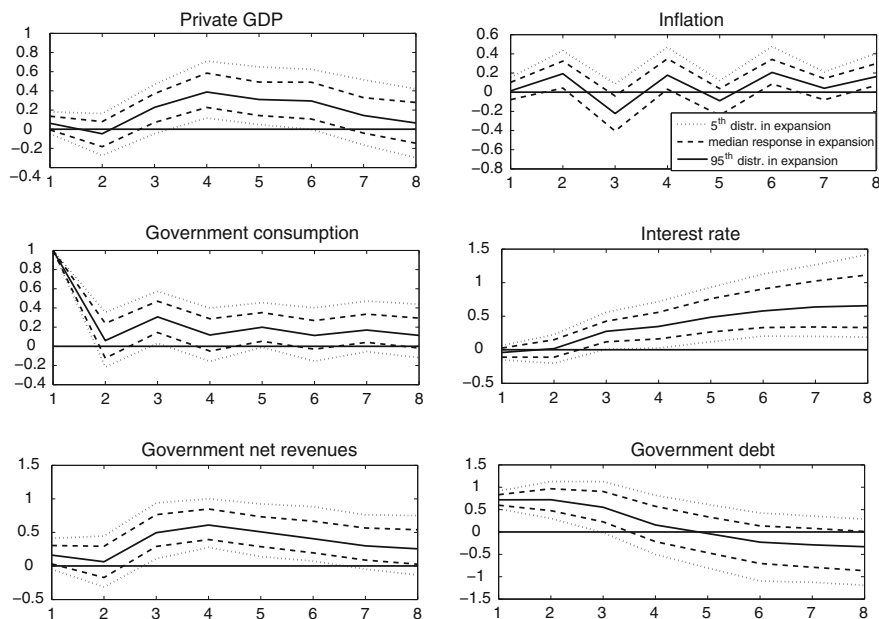 Private GDP
1
0.8
0.6
0.4
0.2
0
−0.2
−0.4
1 2 3 4 5 6 7 8
Inflation
0.6
0.4
0.2
0
−0.2
−0.4
−0.6
−0.8
1 2 3 4 5 6 7 8
5th distr. in expansion
median response in expansion
95th distr. in expansion
Government consumption
1
0.8
0.6
0.4
0.2
0
−0.2
−0.4
1 2 3 4 5 6 7 8
Interest rate
1.5
1
0.5
0
−0.5
1 2 3 4 5 6 7 8
Government net revenues
1.5
1
0.5
0
−0.5
1 2 3 4 5 6 7 8
Government debt
1.5
1
0.5
0
−0.5
−1
−1.5
1 2 3 4 5 6 7 8